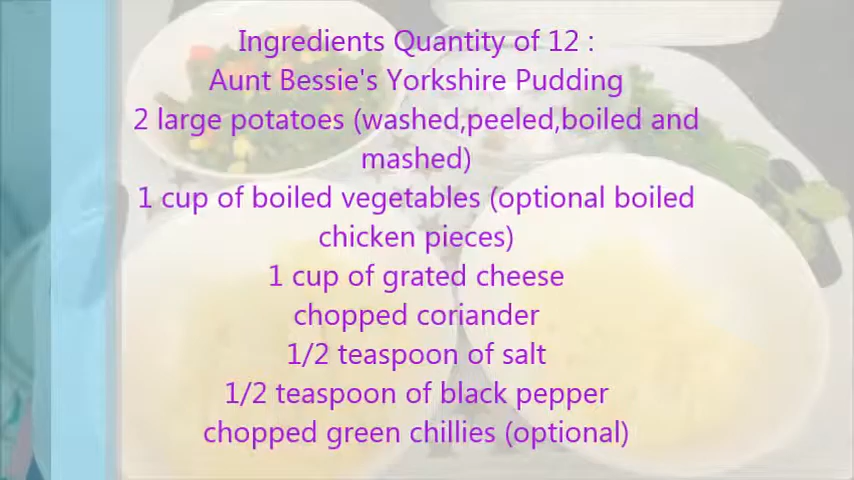 Ingredients Quantity of 12 :
Aunt Bessie's Yorkshire Pudding
2 large potatoes (washed,peeled,boiled and
mashed)
1 cup of boiled vegetables (optional boiled
chicken pieces)
1 cup of grated cheese
chopped coriander
1/2 teaspoon of salt
1/2 teaspoon of black pepper
chopped green chillies (optional)